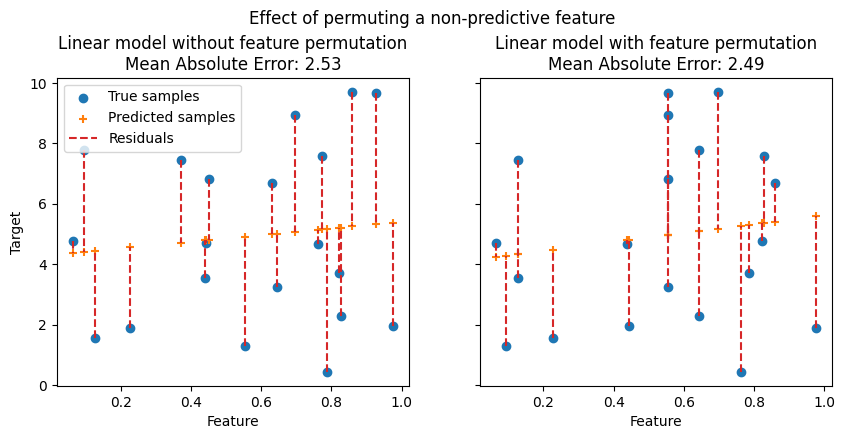 Effect of permuting a non-predictive feature
Linear model without feature permutation
Mean Absolute Error: 2.53
Linear model with feature permutation
Mean Absolute Error: 2.49
True samples
Predicted samples
Residuals
10
8
6
4
2
0
Target
0.2
0.4
0.6
0.8
1.0
Feature
0.2
0.4
0.6
0.8
1.0
Feature